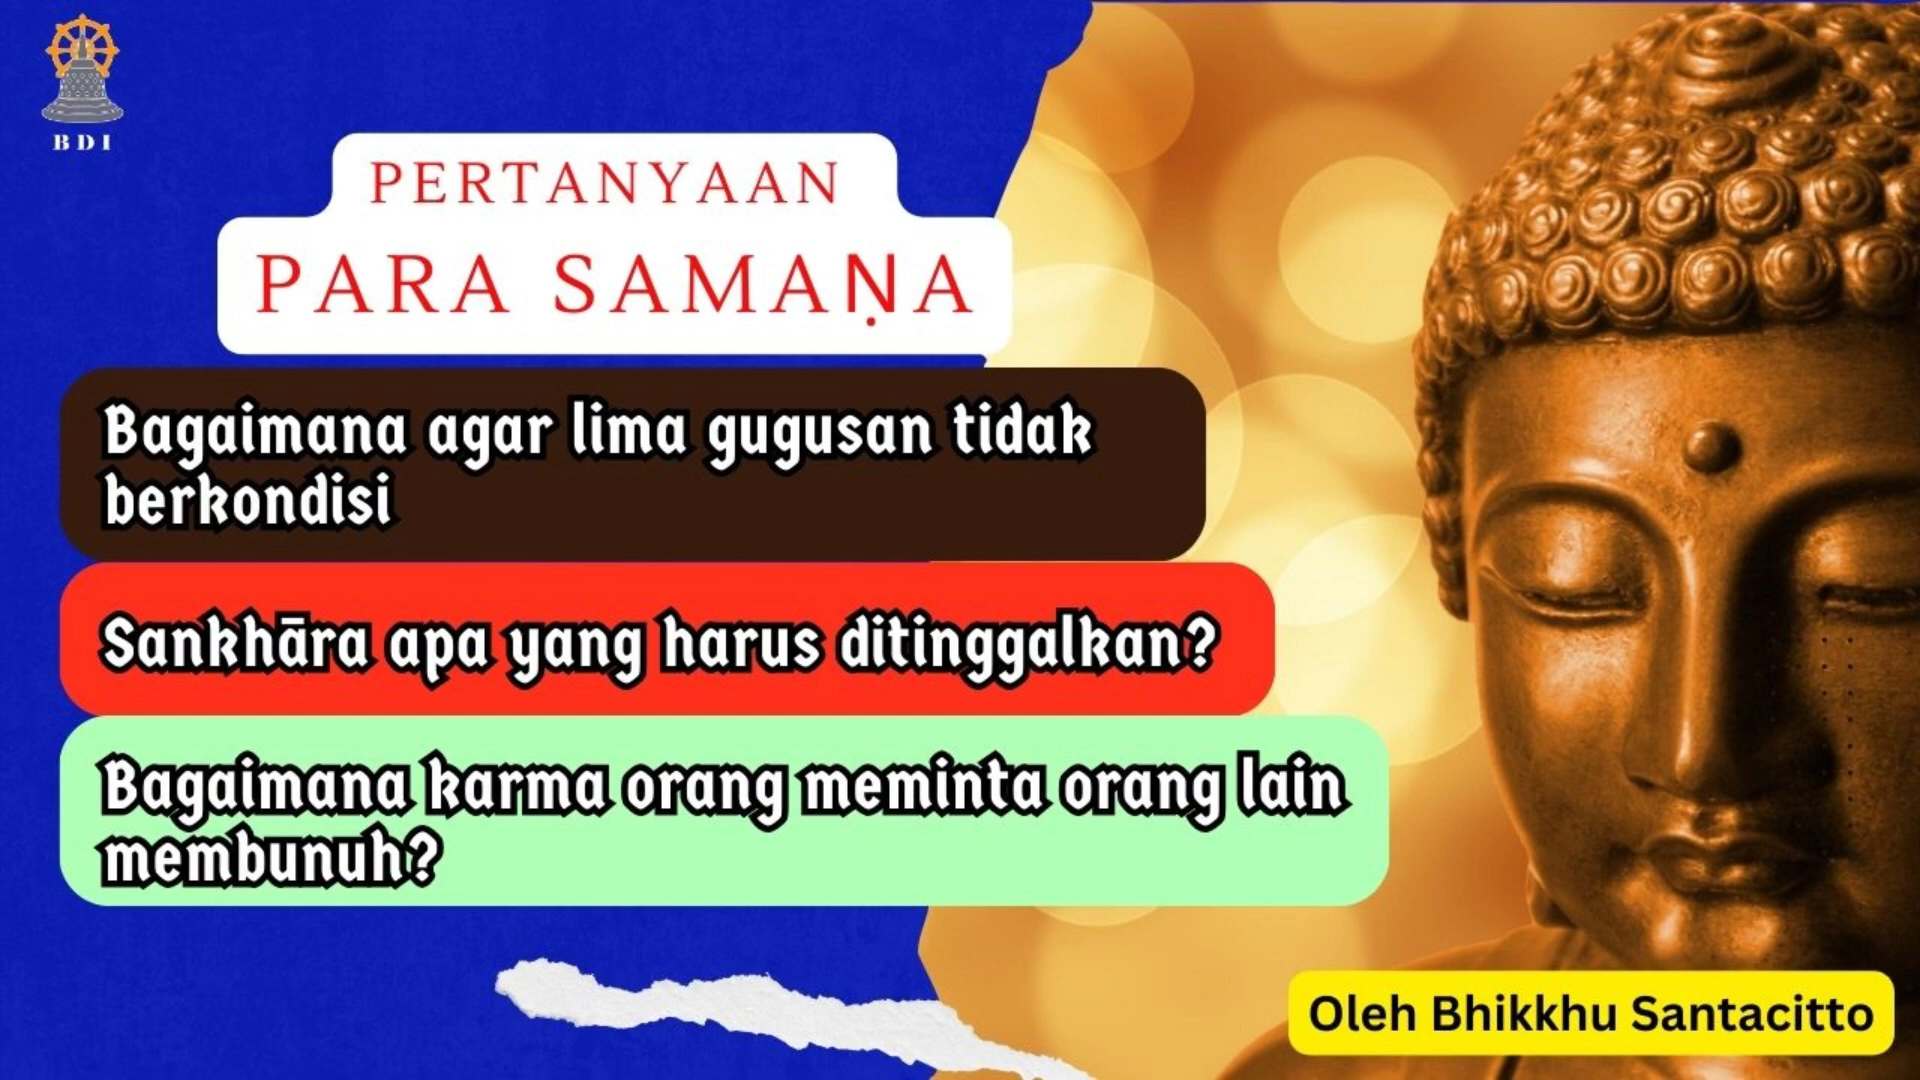 BDI
PERTANYAAN
PARA SAMAṆA
Bagaimana agar lima gugusan tidak
berkondisi
Sankhāra apa yang harus ditinggalkan?
Bagaimana karma orang meminta orang lain
membunuh?
Oleh Bhikkhu Santacitto